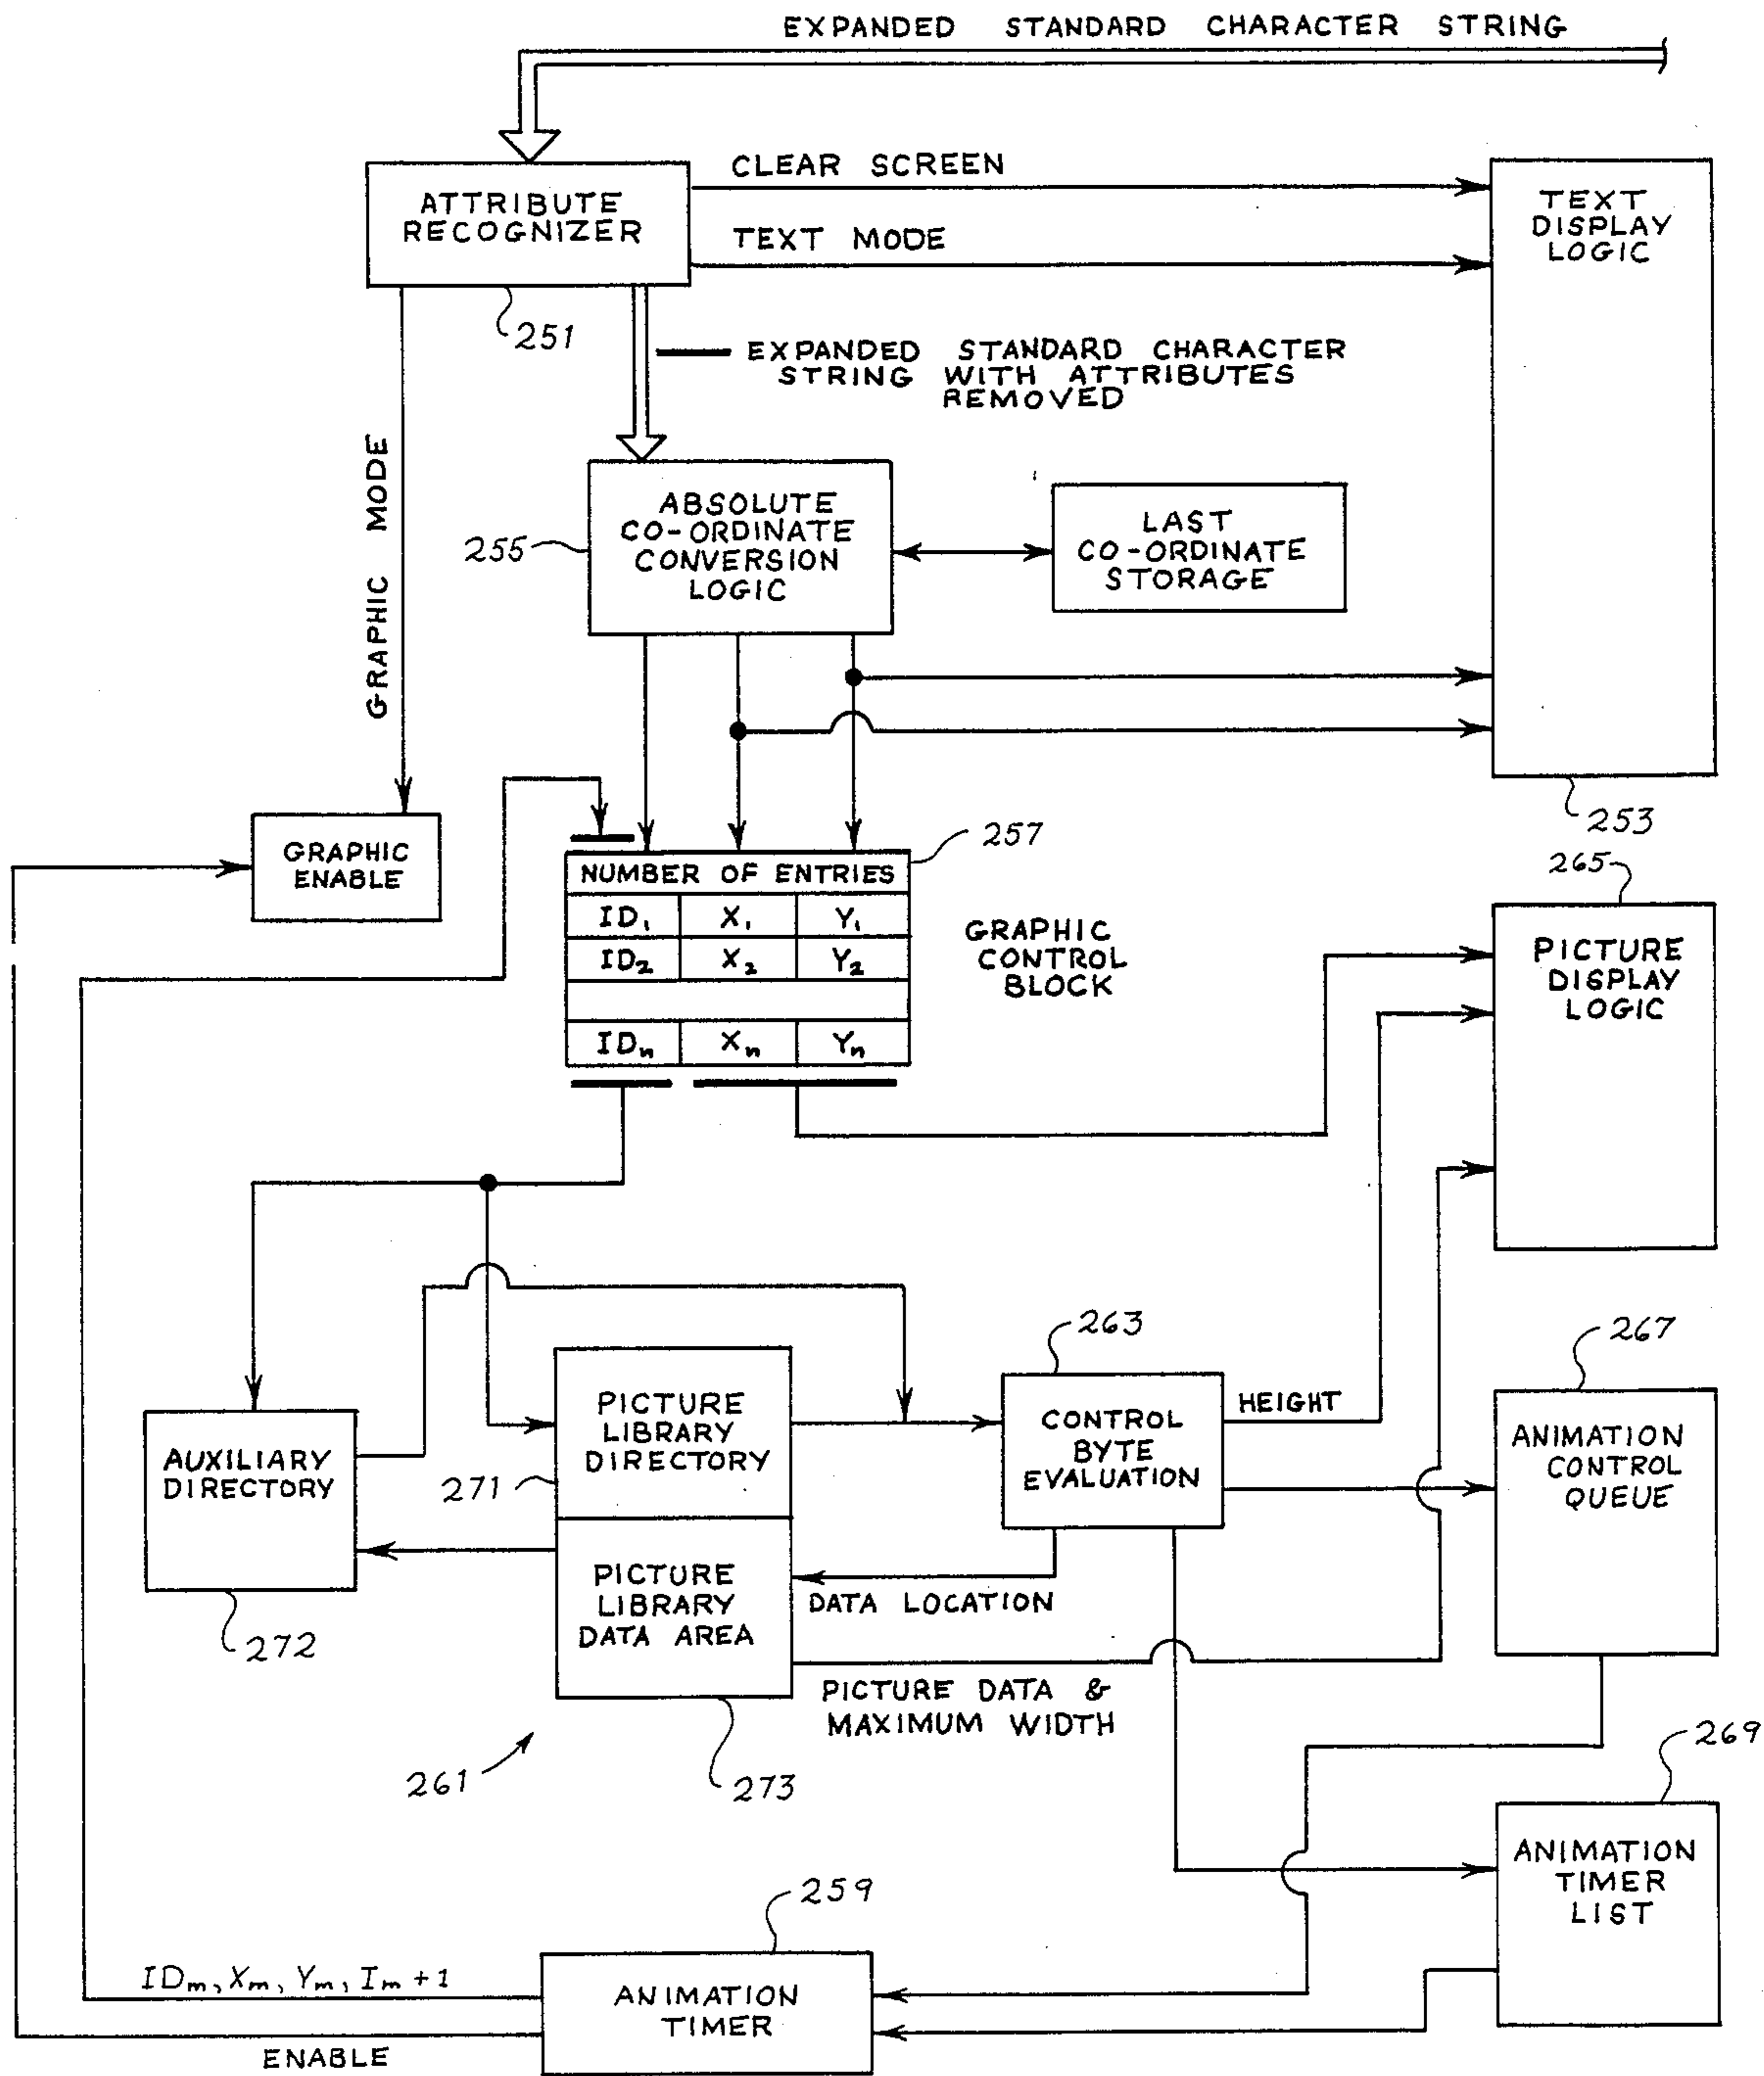 EXPANDED STANDARD CHARACTER STRING
CLEAR SCREEN
ATTRIBUTE
RECOGNIZER
TEXT MODE
TEXT
DISPLAY
LOGIC
251
EXPANDED STANDARD CHARACTER
STRING WITH ATTRIBUTES
REMOVED
GRAPHIC MODE
255
ABSOLUTE
CO-ORDINATE
CONVERSION
LOGIC
LAST
CO-ORDINATE
STORAGE
253
GRAPHIC
ENABLE
257
NUMBER OF ENTRIES
ID₁ X₁ Y₁
ID₂ X₂ Y₂
IDₙ Xₙ Yₙ
GRAPHIC
CONTROL
BLOCK
265
PICTURE
DISPLAY
LOGIC
263
267
AUXILIARY
DIRECTORY
272
PICTURE
LIBRARY
DIRECTORY
271
CONTROL
BYTE
EVALUATION
HEIGHT
ANIMATION
CONTROL
QUEUE
PICTURE
LIBRARY
DATA AREA
DATA LOCATION
PICTURE DATA &
MAXIMUM WIDTH
261
273
269
ANIMATION
TIMER
LIST
259
IDₘ, Xₘ, Yₘ, Iₘ+1
ANIMATION
TIMER
ENABLE